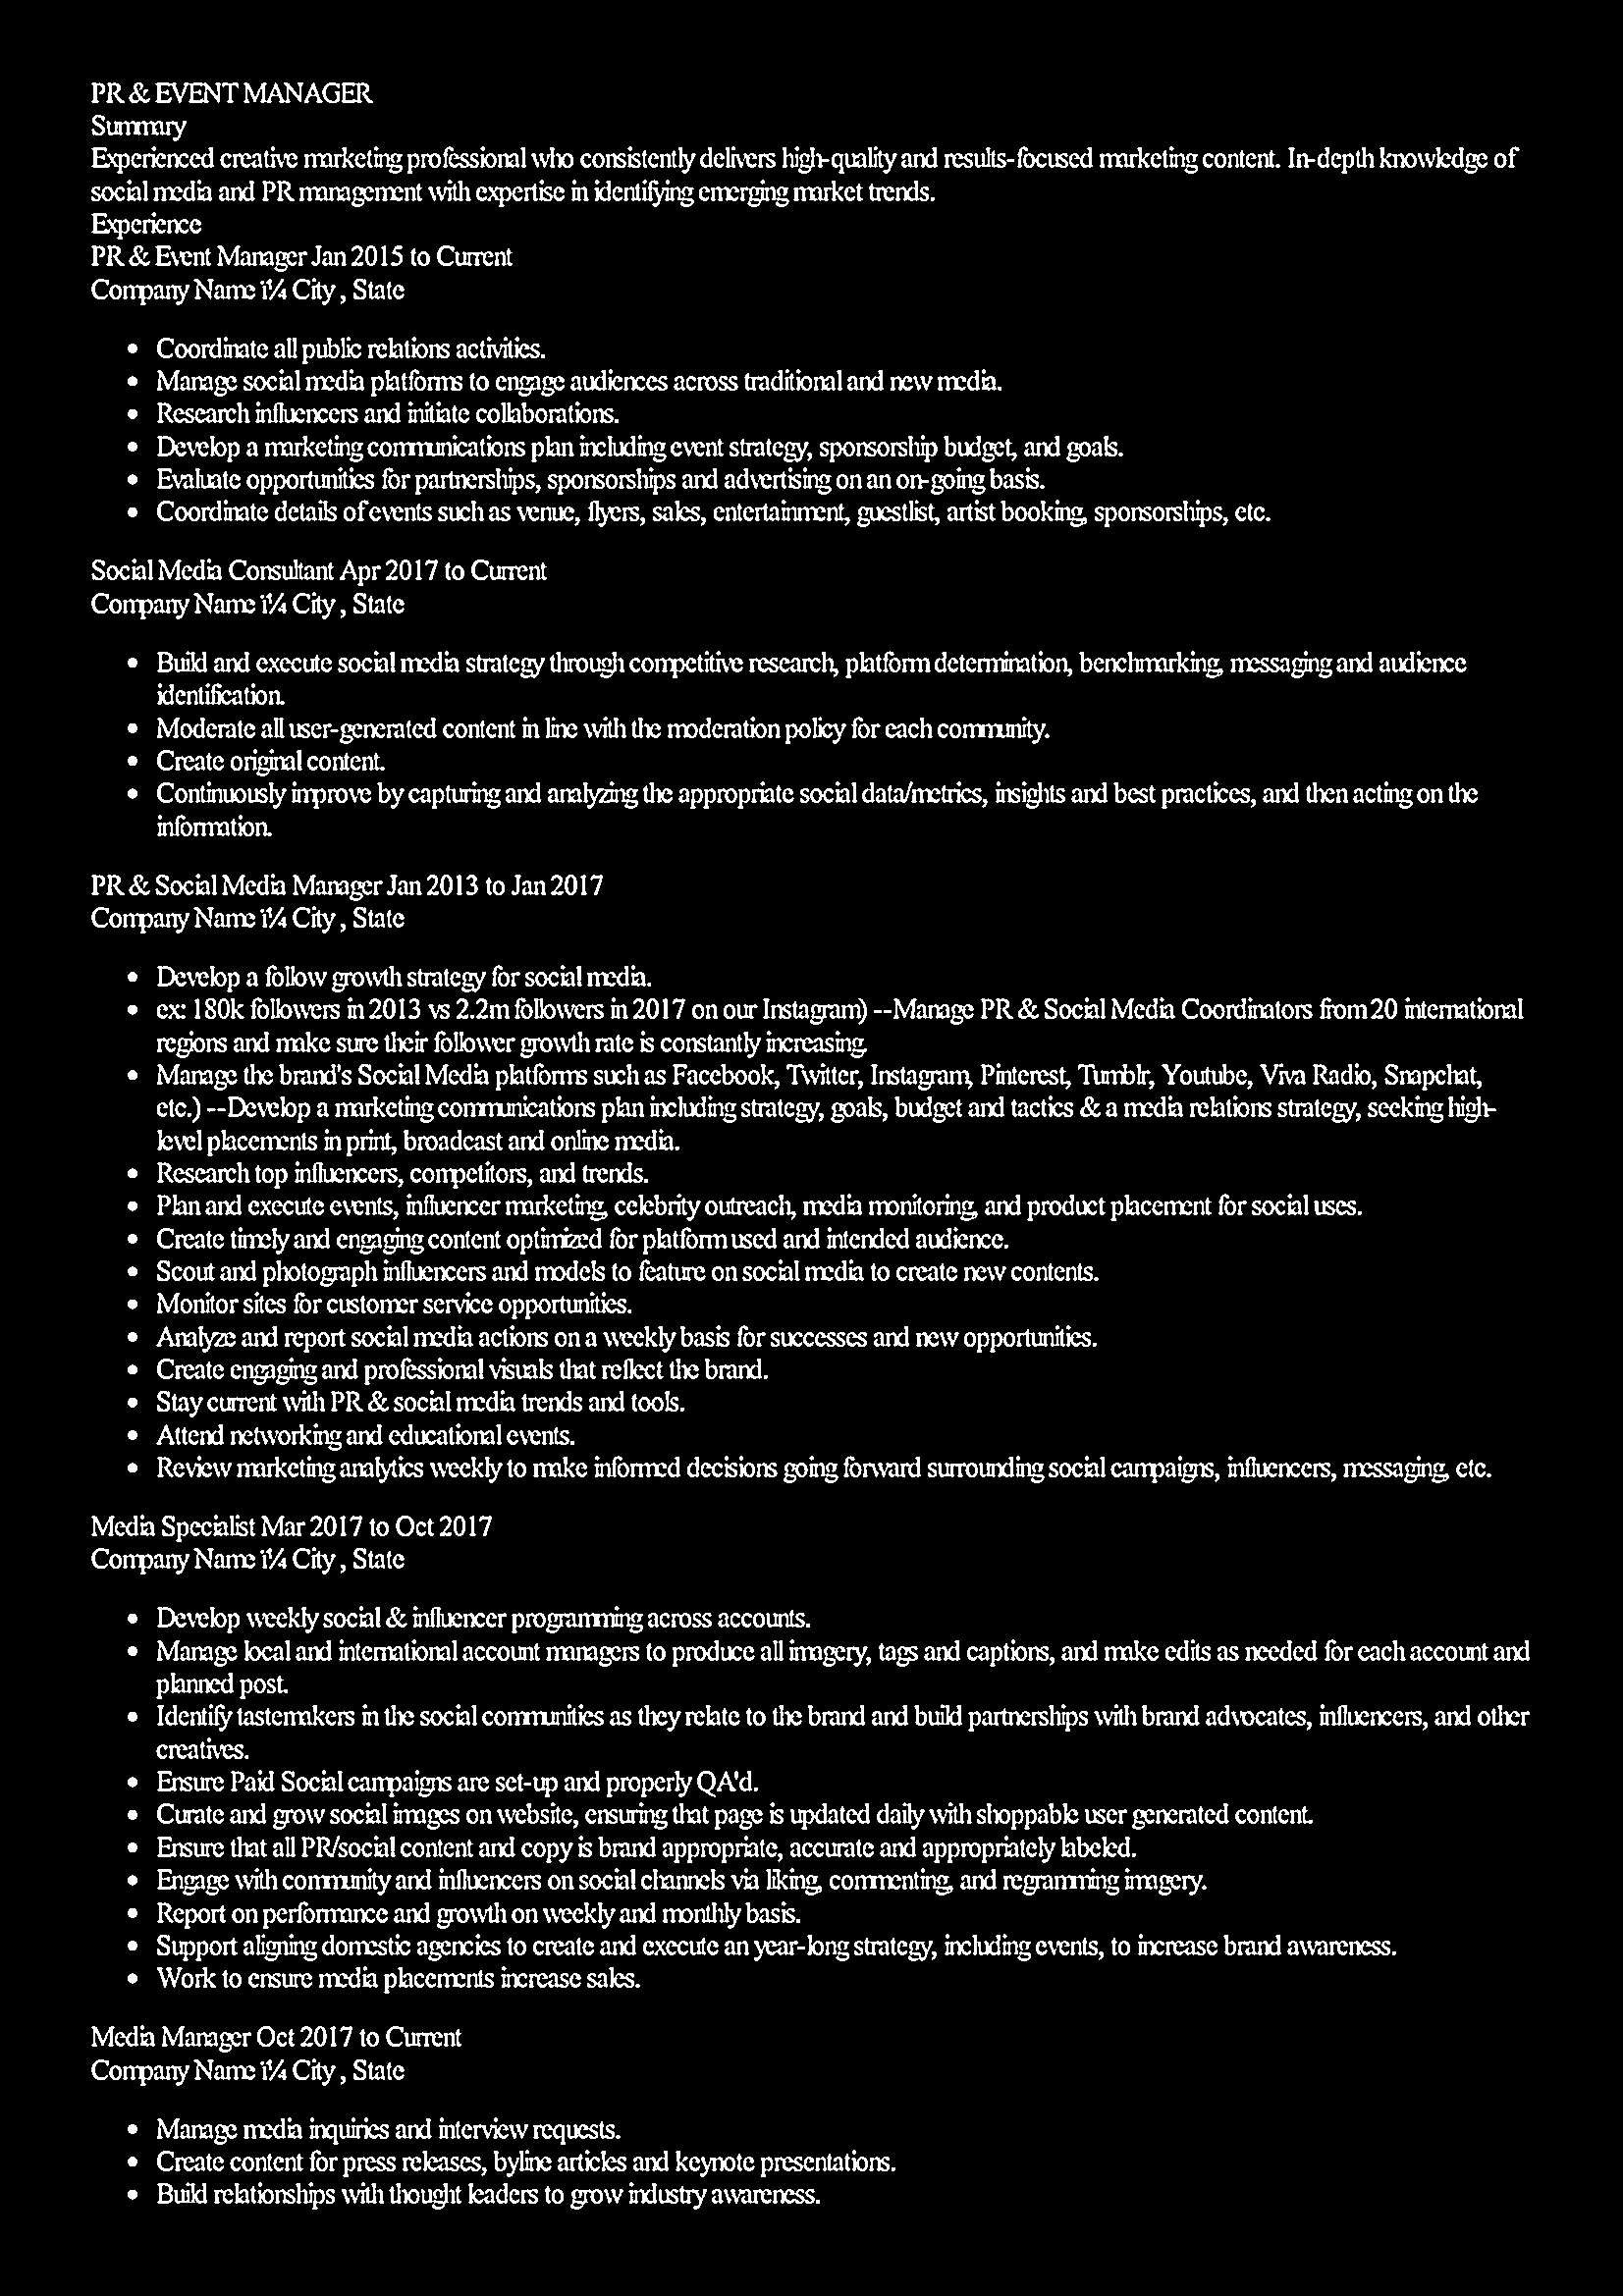 PR & EVENT MANAGER
Summary
Experienced creative marketing professional who consistently delivers high-quality and results-focused marketing content. In-depth knowledge of
social media and PR management with expertise in identifying emerging market trends.
Experience
PR & Event Manager Jan 2015 to Current
Company Name ï¼ City , State
• Coordinate all public relations activities.
• Manage social media platforms to engage audiences across traditional and new media.
• Research influencers and initiate collaborations.
• Develop a marketing communications plan including event strategy, sponsorship budget, and goals.
• Evaluate opportunities for partnerships, sponsorships and advertising on an on-going basis.
• Coordinate details of events such as venue, flyers, sales, entertainment, guestlist, artist booking, sponsorships, etc.
Social Media Consultant Apr 2017 to Current
Company Name ï¼ City , State
• Build and execute social media strategy through competitive research, platform determination, benchmarking, messaging and audience
identification.
• Moderate all user-generated content in line with the moderation policy for each community.
• Create original content.
• Continuously improve by capturing and analyzing the appropriate social data/metrics, insights and best practices, and then acting on the
information.
PR & Social Media Manager Jan 2013 to Jan 2017
Company Name ï¼ City , State
• Develop a follow growth strategy for social media.
• ex: 180k followers in 2013 vs 2.2m followers in 2017 on our Instagram) --Manage PR & Social Media Coordinators from 20 international
regions and make sure their follower growth rate is constantly increasing.
• Manage the brand's Social Media platforms such as Facebook, Twitter, Instagram, Pinterest, Tumblr, Youtube, Viva Radio, Snapchat,
etc.) --Develop a marketing communications plan including strategy, goals, budget and tactics & a media relations strategy, seeking high-
level placements in print, broadcast and online media.
• Research top influencers, competitors, and trends.
• Plan and execute events, influencer marketing, celebrity outreach, media monitoring, and product placement for social uses.
• Create timely and engaging content optimized for platform used and intended audience.
• Scout and photograph influencers and models to feature on social media to create new contents.
• Monitor sites for customer service opportunities.
• Analyze and report social media actions on a weekly basis for successes and new opportunities.
• Create engaging and professional visuals that reflect the brand.
• Stay current with PR & social media trends and tools.
• Attend networking and educational events.
• Review marketing analytics weekly to make informed decisions going forward surrounding social campaigns, influencers, messaging, etc.
Media Specialist Mar 2017 to Oct 2017
Company Name ï¼ City , State
• Develop weekly social & influencer programming across accounts.
• Manage local and international account managers to produce all imagery, tags and captions, and make edits as needed for each account and
planned post.
• Identify tastemakers in the social communities as they relate to the brand and build partnerships with brand advocates, influencers, and other
creatives.
• Ensure Paid Social campaigns are set-up and properly QA'd.
• Curate and grow social images on website, ensuring that page is updated daily with shoppable user generated content.
• Ensure that all PR/social content and copy is brand appropriate, accurate and appropriately labeled.
• Engage with community and influencers on social channels via liking, commenting, and regramming imagery.
• Report on performance and growth on weekly and monthly basis.
• Support aligning domestic agencies to create and execute an year-long strategy, including events, to increase brand awareness.
• Work to ensure media placements increase sales.
Media Manager Oct 2017 to Current
Company Name ï¼ City , State
• Manage media inquiries and interview requests.
• Create content for press releases, byline articles and keynote presentations.
• Build relationships with thought leaders to grow industry awareness.